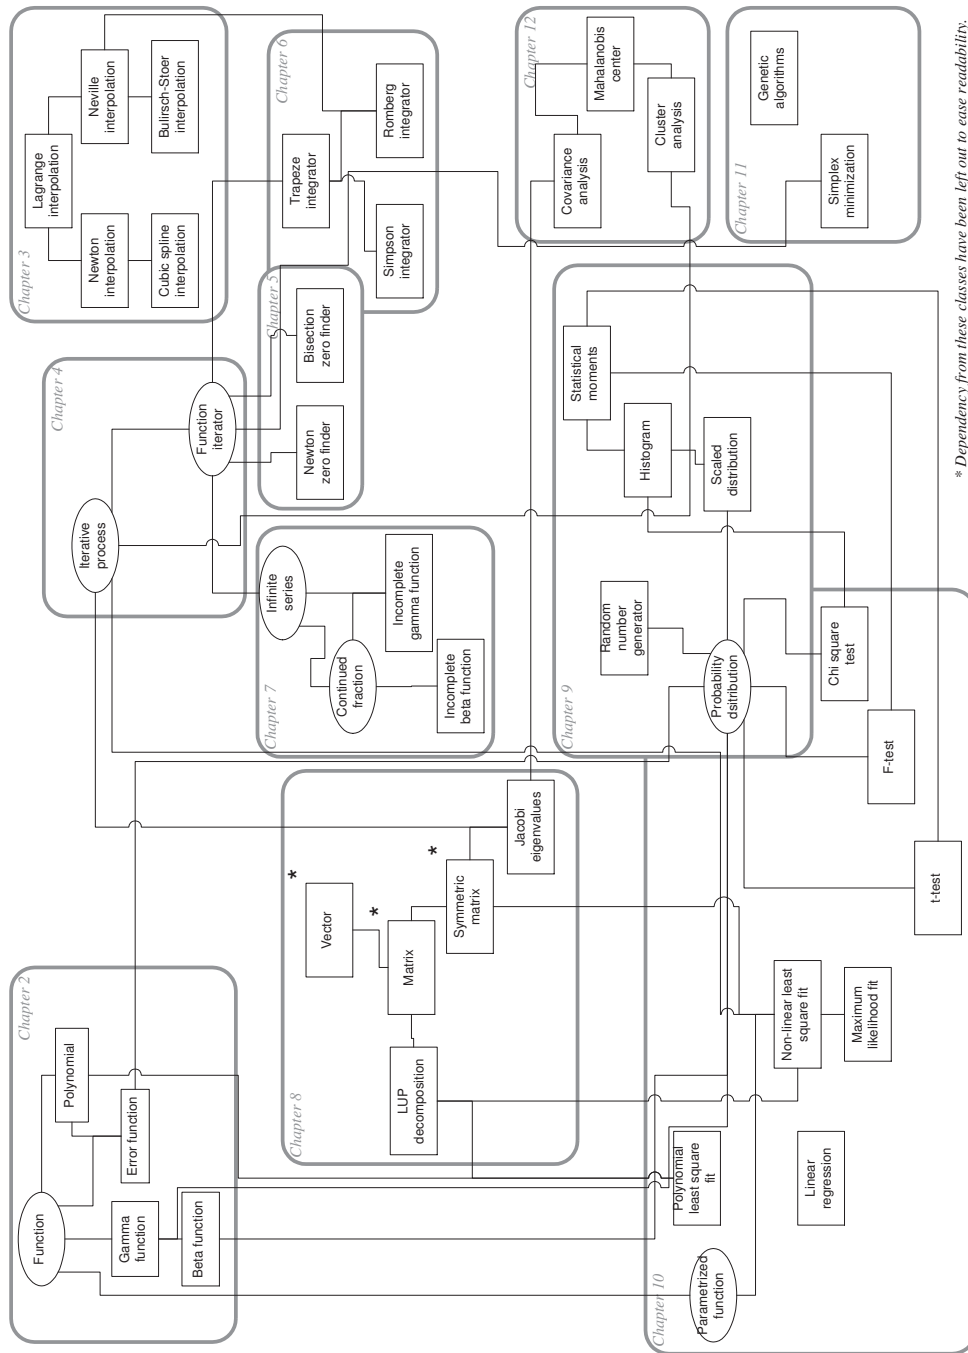 Chapter 2
Function
Polynomial
Error function
Gamma
function
Beta function
Iterative
process
Chapter 4
Function
iterator
Chapter 3
Lagrange
interpolation
Newton
interpolation
Neville
interpolation
Cubic spline
interpolation
Bulirsch-Stoer
interpolation
Chapter 8
Vector
*
*
Matrix
*
LUP
decomposition
Symmetric
matrix
Jacobi
eigenvalues
Chapter 7
Infinite
series
Continued
fraction
Incomplete
gamma function
Incomplete
beta function
Chapter 5
Newton
zero finder
Bisection
zero finder
Chapter 6
Trapeze
integrator
Simpson
integrator
Romberg
integrator
Chapter 10
Parametrized
function
Polynomial
least square
fit
Linear
regression
Non-linear least
square fit
Maximum
likelihood fit
t-test
F-test
Chi square
test
Chapter 9
Random
number
generator
Probability
dsitribution
Statistical
moments
Histogram
Scaled
distribution
Chapter 12
Covariance
analysis
Mahalanobis
center
Cluster
analysis
Chapter 11
Simplex
minimization
Genetic
algorithms
* Dependency from these classes have been left out to ease readability.